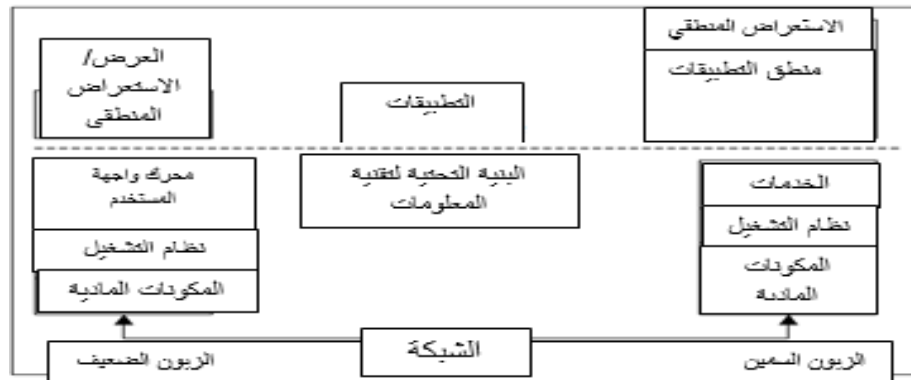 الاستعراض المنطقي
منطق التطبيقات
التطبيقات
العرض/
الاستعراض
المنطقى
الخدمات
نظام التشغيل
المكونات
المادية
البنية التحتية لتقنية
المعلومات
محرك واجهة
المستخدم
نظام التشغيل
المكونات المادية
الزبون السمين
الشبكة
الزبون الضعيف